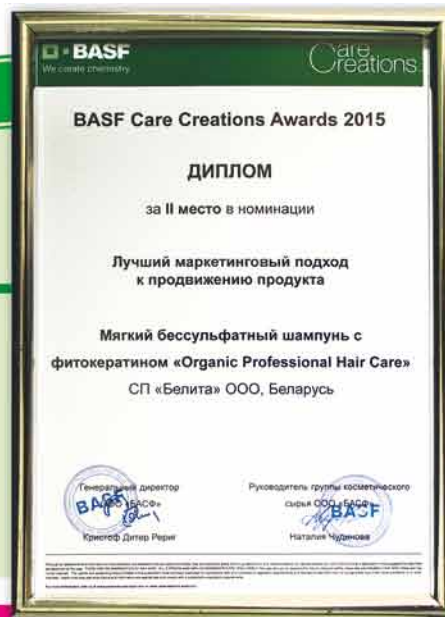 BASF
We create chemistry
Care
Creations
BASF Care Creations Awards 2015
ДИПЛОМ
за II место в номинации
Лучший маркетинговый подход
к продвижению продукта
Мягкий бессульфатный шампунь с
фитокератином «Organic Professional Hair Care»
СП «Белита» ООО, Беларусь
Генеральный директор
ООО «БАСФ»
BASF
Кристоф Дитер Рериг
Руководитель группы косметического
сырья ООО «БАСФ»
BASF
Наталия Чудинова